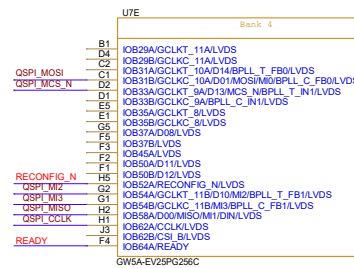 U7E
Bank 4
B1 IOB29A/GCLKT_11A/LVDS
D4 IOB29B/GCLKC_11A/LVDS
C2 IOB31A/GCLKT_10A/D14/BPLL_T_FB0/LVDS
QSPI_MOSI C1 IOB31B/GCLKC_10A/D01/MOSI/MI0/BPLL_C_FB0/LVDS
QSPI_MCS_N D2 IOB33A/GCLKT_9A/D13/MCS_N/BPLL_T_IN1/LVDS
D1 IOB33B/GCLKC_9A/BPLL_C_IN1/LVDS
E5 IOB35A/GCLKT_8/LVDS
E1 IOB35B/GCLKC_8/LVDS
G5 IOB37A/D08/LVDS
F5 IOB37B/LVDS
F3 IOB45A/LVDS
F2 IOB50A/D11/LVDS
F1 IOB50B/D12/LVDS
RECONFIG_N H5 IOB52A/RECONFIG_N/LVDS
QSPI_MI2 G2 IOB54A/GCLKT_11B/D10/MI2/BPLL_T_FB1/LVDS
QSPI_MI3 G1 IOB54B/GCLKC_11B/MI3/BPLL_C_FB1/LVDS
QSPI_MISO H2 IOB58A/D00/MISO/MI1/DIN/LVDS
QSPI_CCLK H1 IOB62A/CCLK/LVDS
J3 IOB62B/CSI_B/LVDS
READY F4 IOB64A/READY
GW5A-EV25PG256C